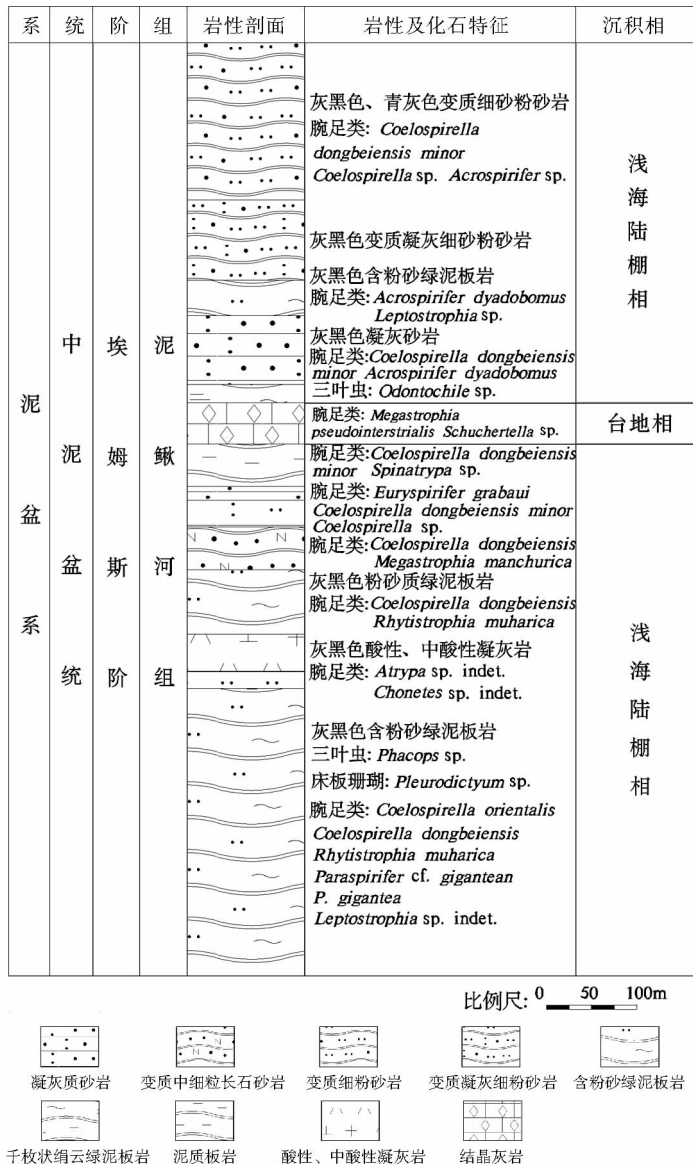 系 统 阶 组 岩性剖面 岩性及化石特征 沉积相
泥盆系
中泥盆统
埃姆斯阶
泥鳅河组
灰黑色、青灰色变质细砂粉砂岩
腕足类: Coelospirella
dongbeiensis minor
Coelospirella sp. Acrospirifer sp.
灰黑色变质凝灰细砂粉砂岩
灰黑色含粉砂绿泥板岩
腕足类: Acrospirifer dyadobomus
Leptostrophia sp.
灰黑色凝灰砂岩
腕足类: Coelospirella dongbeiensis
minor Acrospirifer dyadobomus
三叶虫: Odontochile sp.
浅海陆棚相
腕足类: Megastrophia
pseudointerstrialis Schuchertella sp.
台地相
腕足类: Coelospirella dongbeiensis
minor Spinatrypa sp.
腕足类: Euryspirifer grabaui
Coelospirella dongbeiensis minor
Coelospirella sp.
腕足类: Coelospirella dongbeiensis
Megastrophia manchurica
灰黑色粉砂质绿泥板岩
腕足类: Coelospirella dongbeiensis
Rhytistrophia muharica
灰黑色酸性、中酸性凝灰岩
腕足类: Atrypa sp. indet.
Chonetes sp. indet.
灰黑色含粉砂绿泥板岩
三叶虫: Phacops sp.
床板珊瑚: Pleurodictyum sp.
腕足类: Coelospirella orientalis
Coelospirella dongbeiensis
Rhytistrophia muharica
Paraspirifer cf. gigantean
P. gigantea
Leptostrophia sp. indet.
浅海陆棚相
比例尺: 0 50 100m
凝灰质砂岩 变质中细粒长石砂岩 变质细粉砂岩 变质凝灰细粉砂岩 含粉砂绿泥板岩
千枚状绢云绿泥板岩 泥质板岩 酸性、中酸性凝灰岩 结晶灰岩